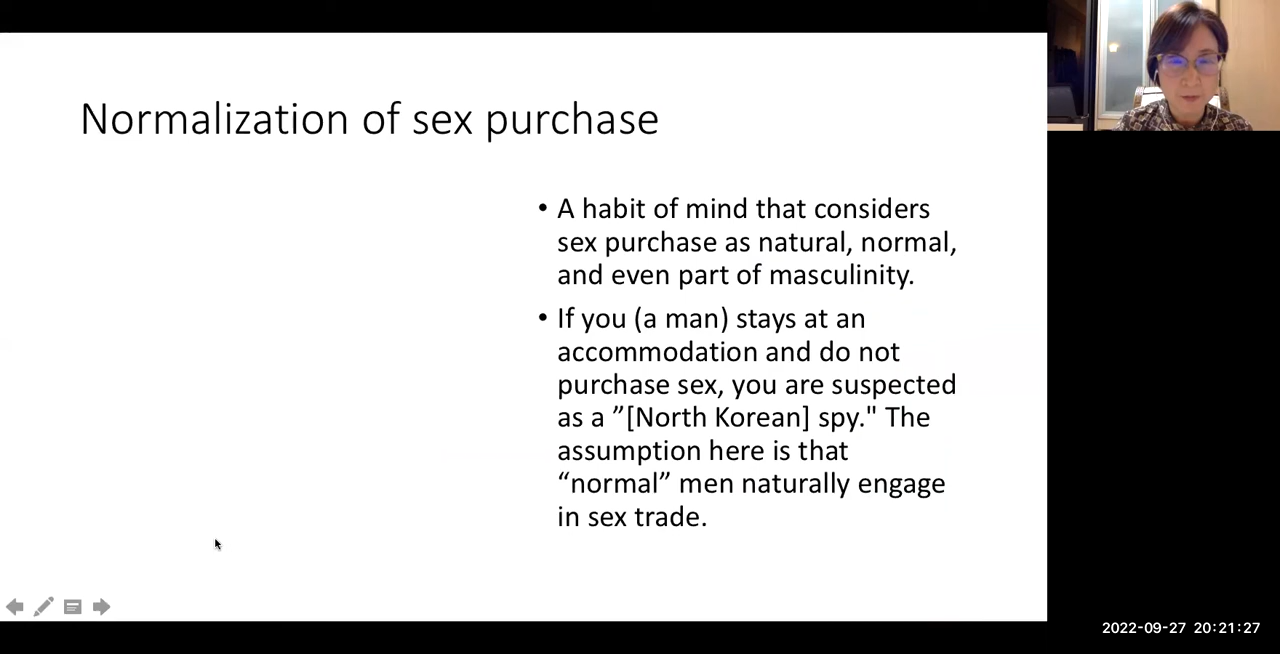 Normalization of sex purchase
• A habit of mind that considers
sex purchase as natural, normal,
and even part of masculinity.
• If you (a man) stays at an
accommodation and do not
purchase sex, you are suspected
as a ”[North Korean] spy." The
assumption here is that
“normal” men naturally engage
in sex trade.
2022-09-27 20:21:27